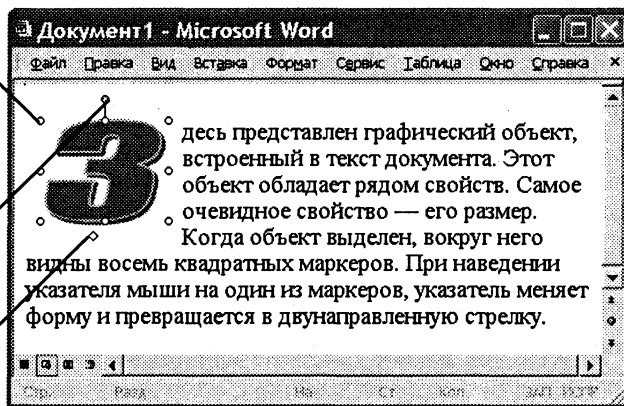 Документ1 - Microsoft Word
Файл Правка Вид Вставка Формат Сервис Таблица Окно Справка
З
десь представлен графический объект,
встроенный в текст документа. Этот
объект обладает рядом свойств. Самое
очевидное свойство — его размер.
Когда объект выделен, вокруг него
видны восемь квадратных маркеров. При наведении
указателя мыши на один из маркеров, указатель меняет
форму и превращается в двунаправленную стрелку.
Стр. Разд На Ст Кол ЗАП ИСПР